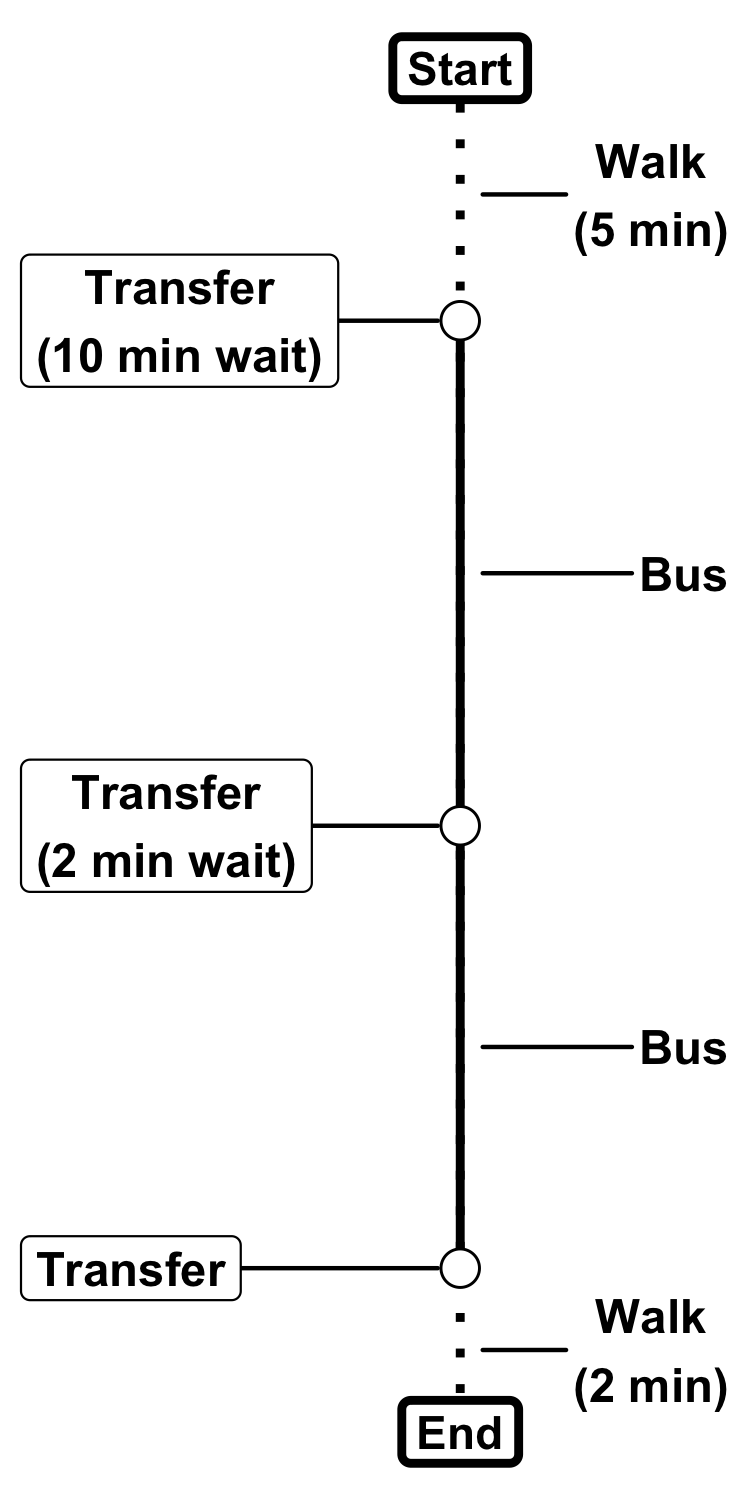 Start
Walk
(5 min)
Transfer
(10 min wait)
Bus
Transfer
(2 min wait)
Bus
Transfer
Walk
(2 min)
End